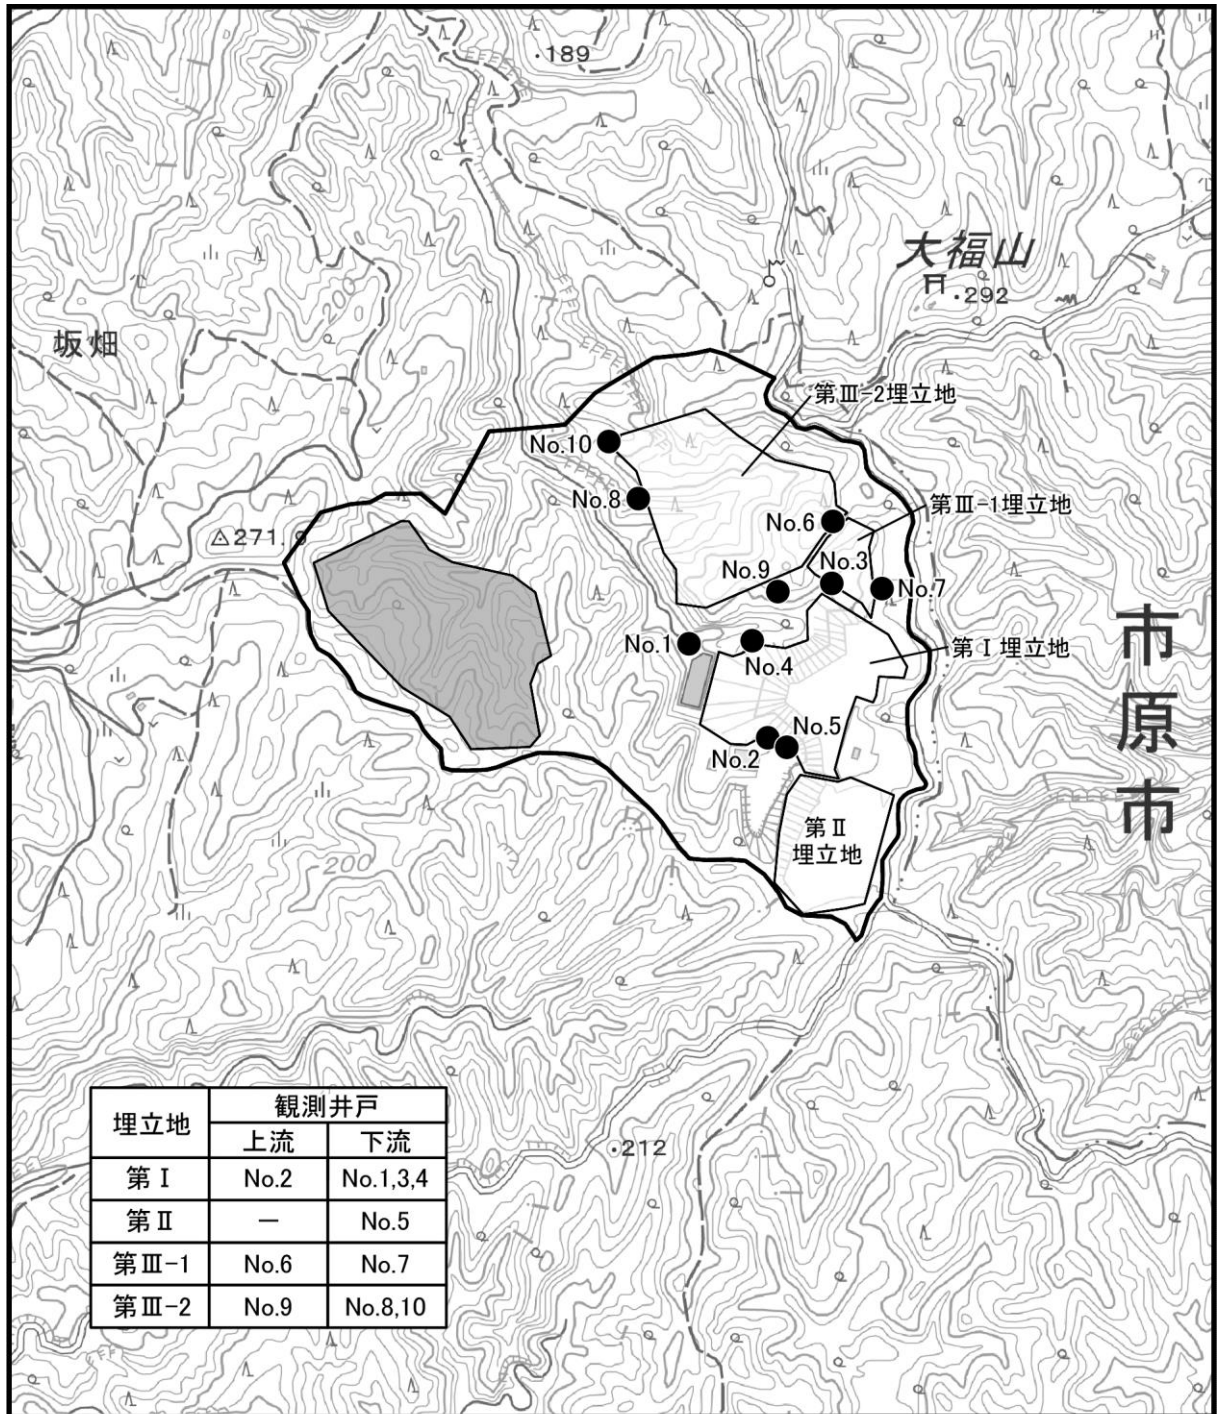 ・189
大福山
・292
200
坂畑
第Ⅲ-2埋立地
No.10
No.8
第Ⅲ-1埋立地
No.6
△271.9
No.3
No.9
No.7
市原市
No.1
No.4
第Ⅰ埋立地
No.5
No.2
第Ⅱ
埋立地
200
埋立地 観測井戸
上流 下流
第Ⅰ No.2 No.1,3,4
第Ⅱ － No.5
第Ⅲ-1 No.6 No.7
第Ⅲ-2 No.9 No.8,10
・212